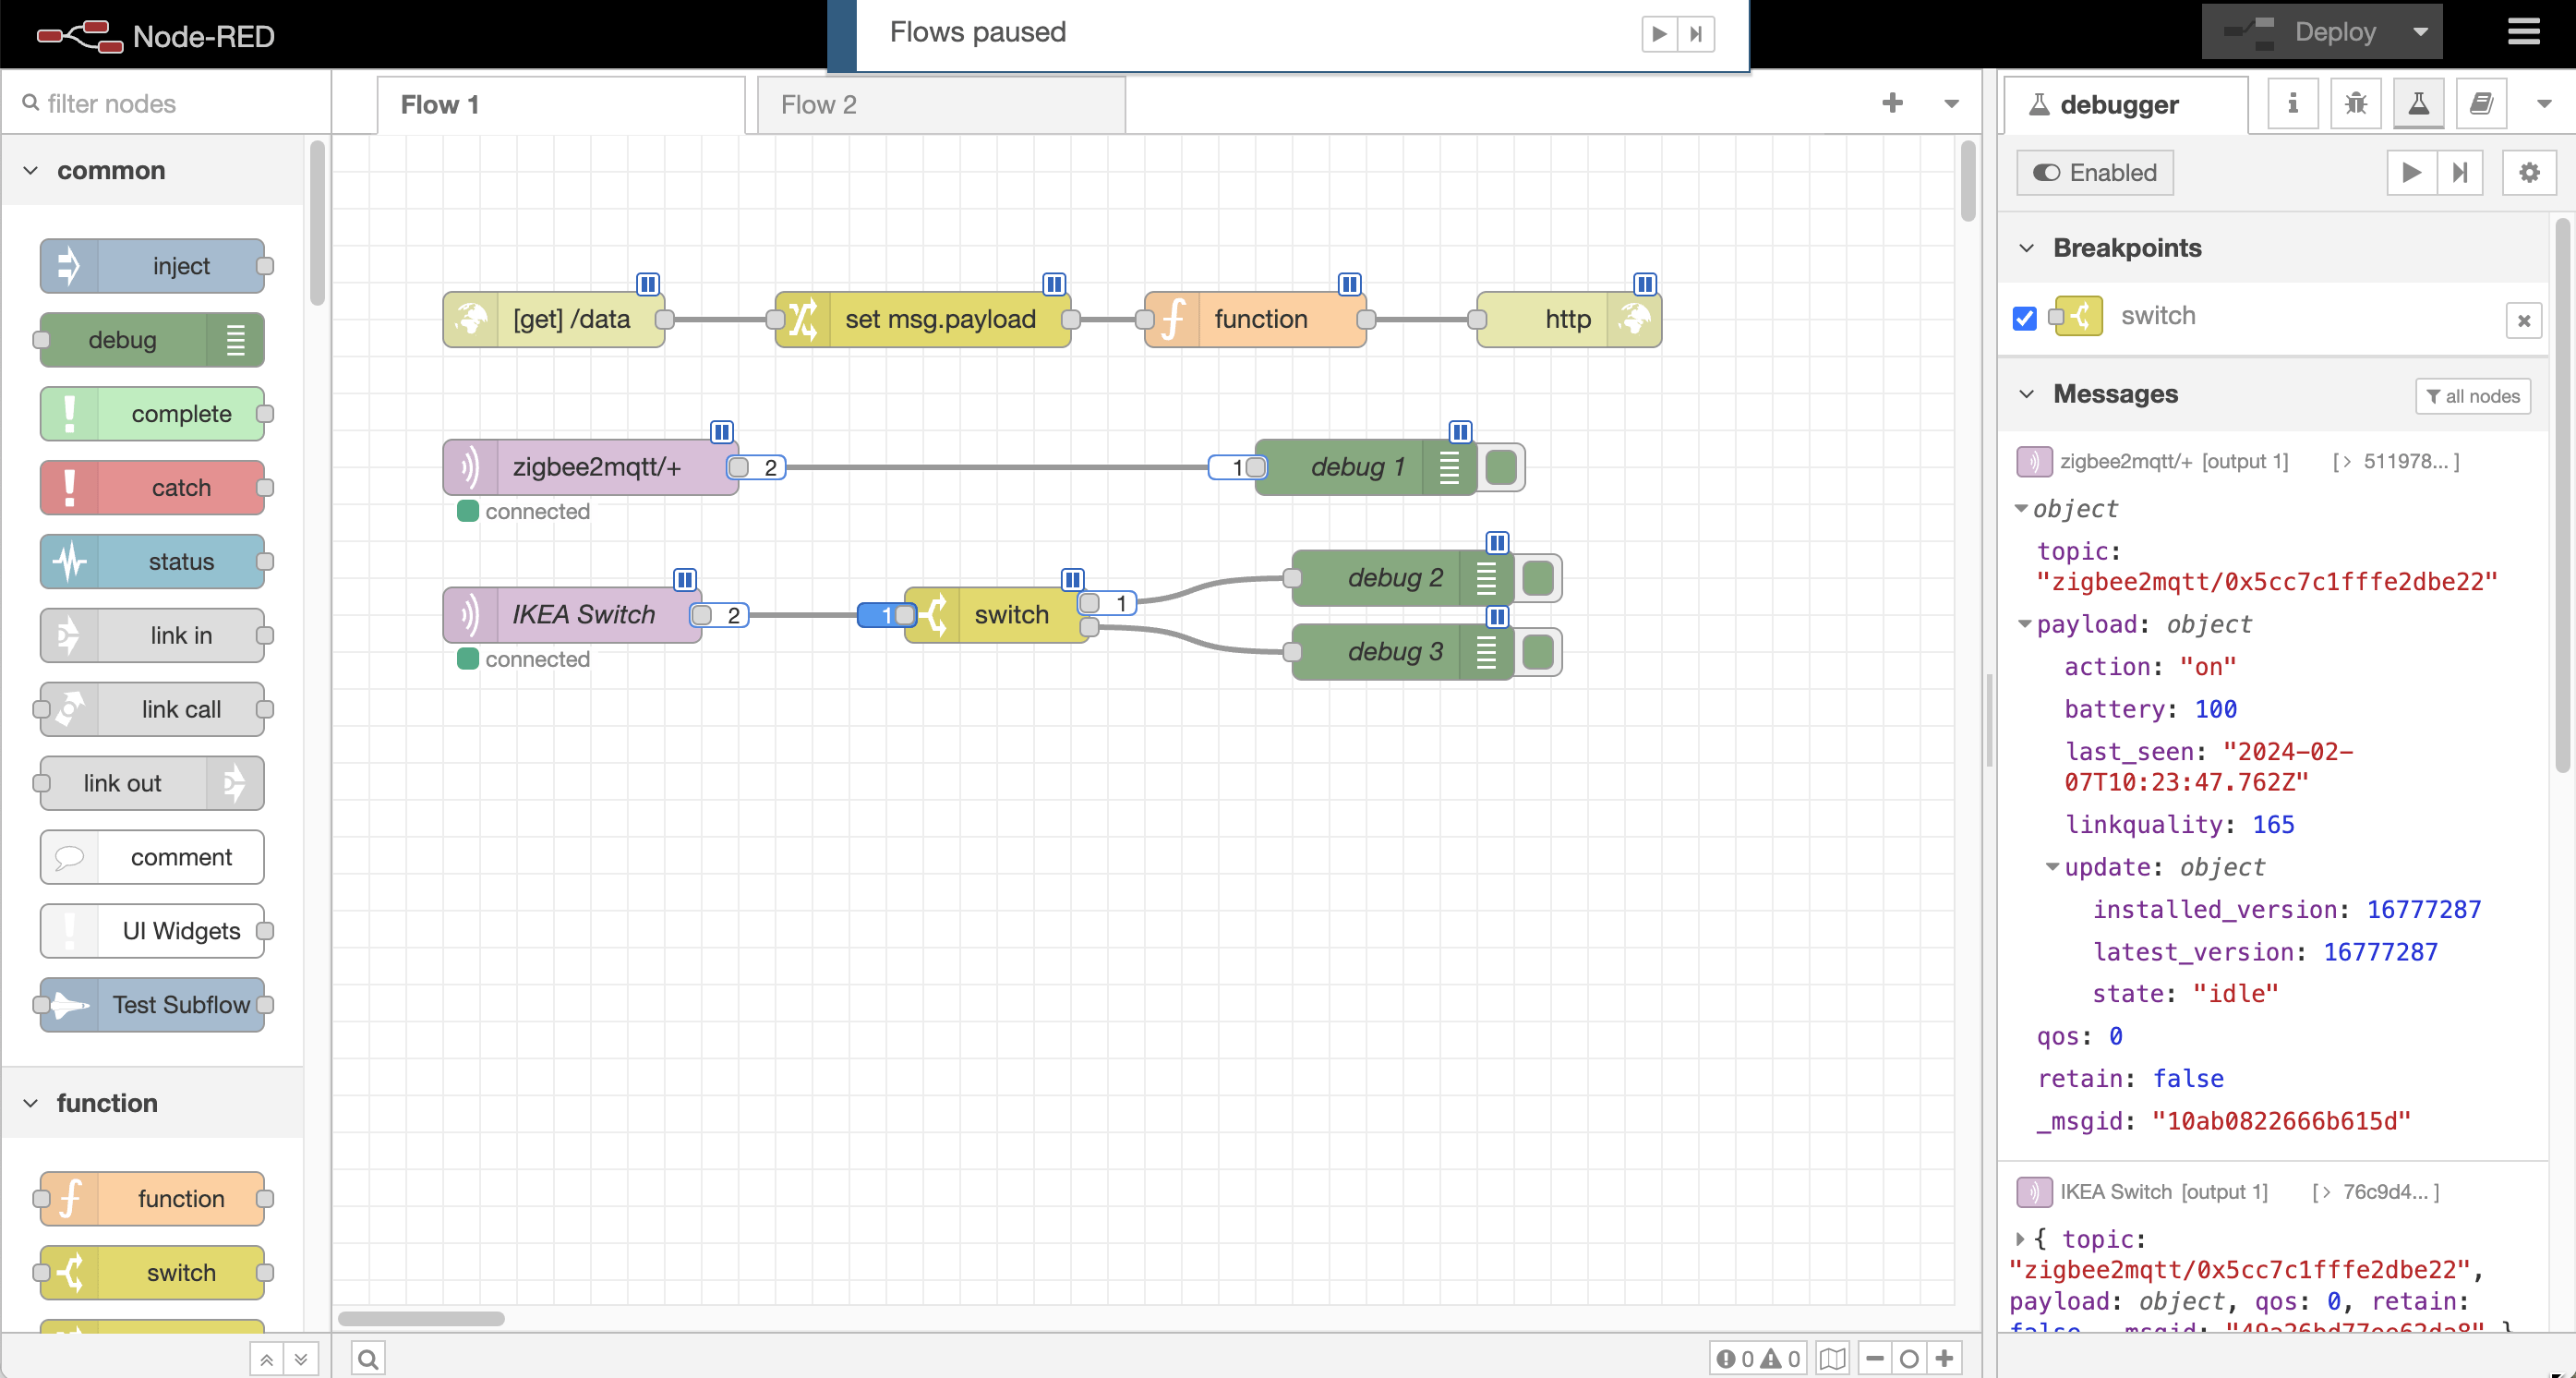 Node-RED
Flows paused
Deploy
filter nodes
Flow 1
Flow 2
debugger
common
inject
debug
complete
catch
status
link in
link call
link out
comment
UI Widgets
Test Subflow
function
function
switch
[get] /data
set msg.payload
function
http
zigbee2mqtt/+
2
1
debug 1
connected
IKEA Switch
2
1
switch
1
debug 2
debug 3
connected
0
0
Enabled
Breakpoints
switch
Messages
all nodes
zigbee2mqtt/+ [output 1] [> 511978... ]
object
topic:
"zigbee2mqtt/0x5cc7c1fffe2dbe22"
payload: object
action: "on"
battery: 100
last_seen: "2024-02-
07T10:23:47.762Z"
linkquality: 165
update: object
installed_version: 16777287
latest_version: 16777287
state: "idle"
qos: 0
retain: false
_msgid: "10ab0822666b615d"
IKEA Switch [output 1] [> 76c9d4... ]
{ topic:
"zigbee2mqtt/0x5cc7c1fffe2dbe22",
payload: object, qos: 0, retain:
false, _msgid: